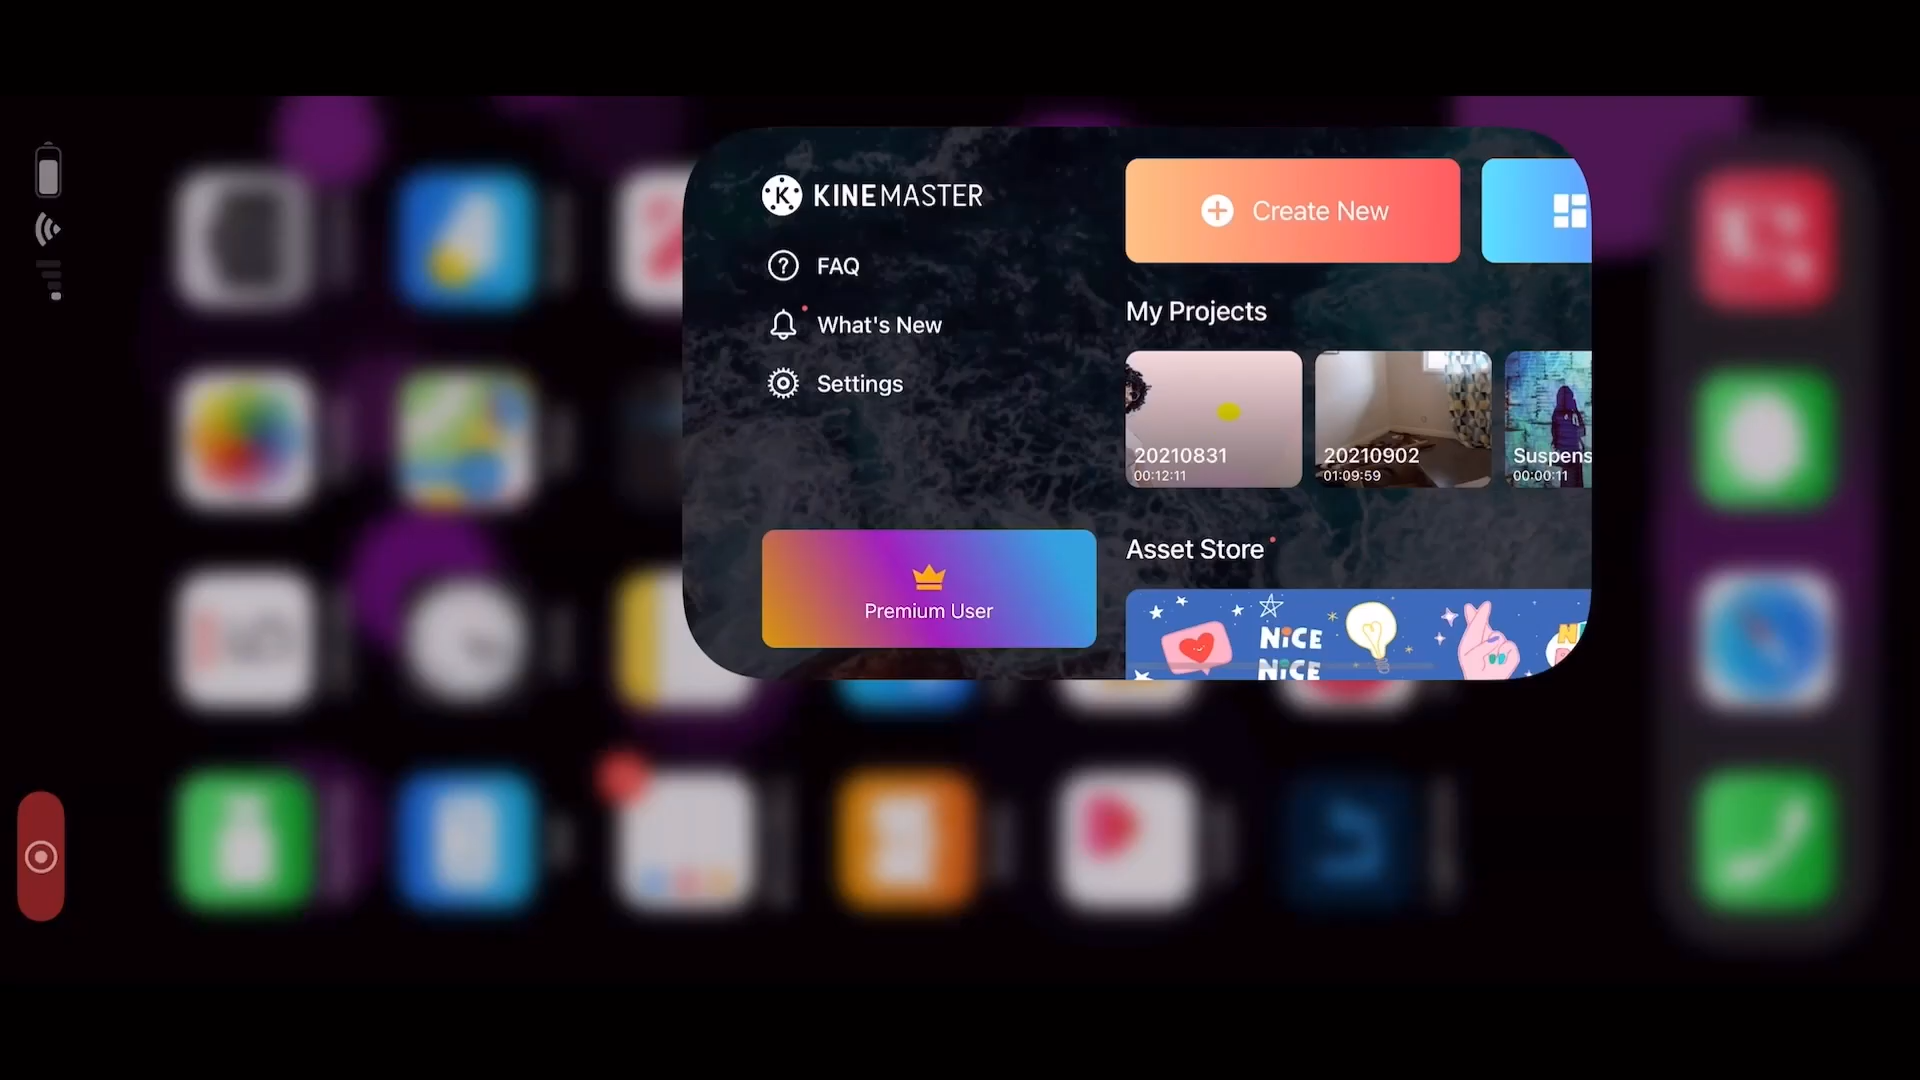 KINEMASTER
FAQ
What's New
Settings
Premium User
Create New
My Projects
20210831
00:12:11
20210902
01:09:59
Suspens
00:00:11
Asset Store
NiCE
NiCE
N